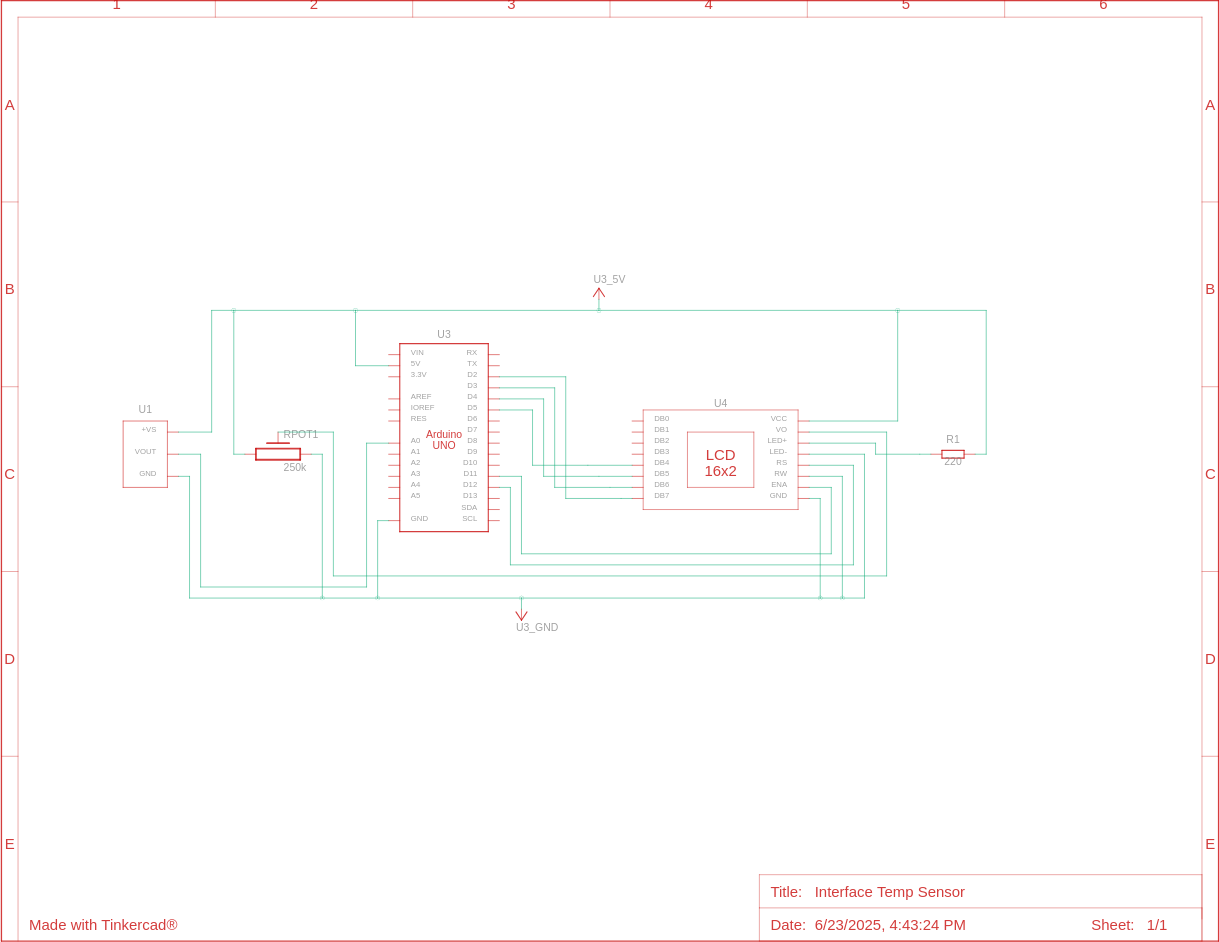 1 2 3 4 5 6
A A
U3_5V
B B
U3
VIN RX
5V TX
3.3V D2
D3
AREF D4
IOREF D5
RES D6
D7
A0 D8
A1 D9
A2 D10
A3 D11
A4 D12
A5 D13
SDA
GND SCL
Arduino
UNO
U1
+VS
VOUT
GND
RPOT1
250k
U4
DB0 VCC
DB1 VO
DB2 LED+
DB3 LED-
DB4 RS
DB5 RW
DB6 ENA
DB7 GND
LCD
16x2
R1
220
C C
U3_GND
D D
E E
Title: Interface Temp Sensor
Made with Tinkercad®
Date: 6/23/2025, 4:43:24 PM Sheet: 1/1